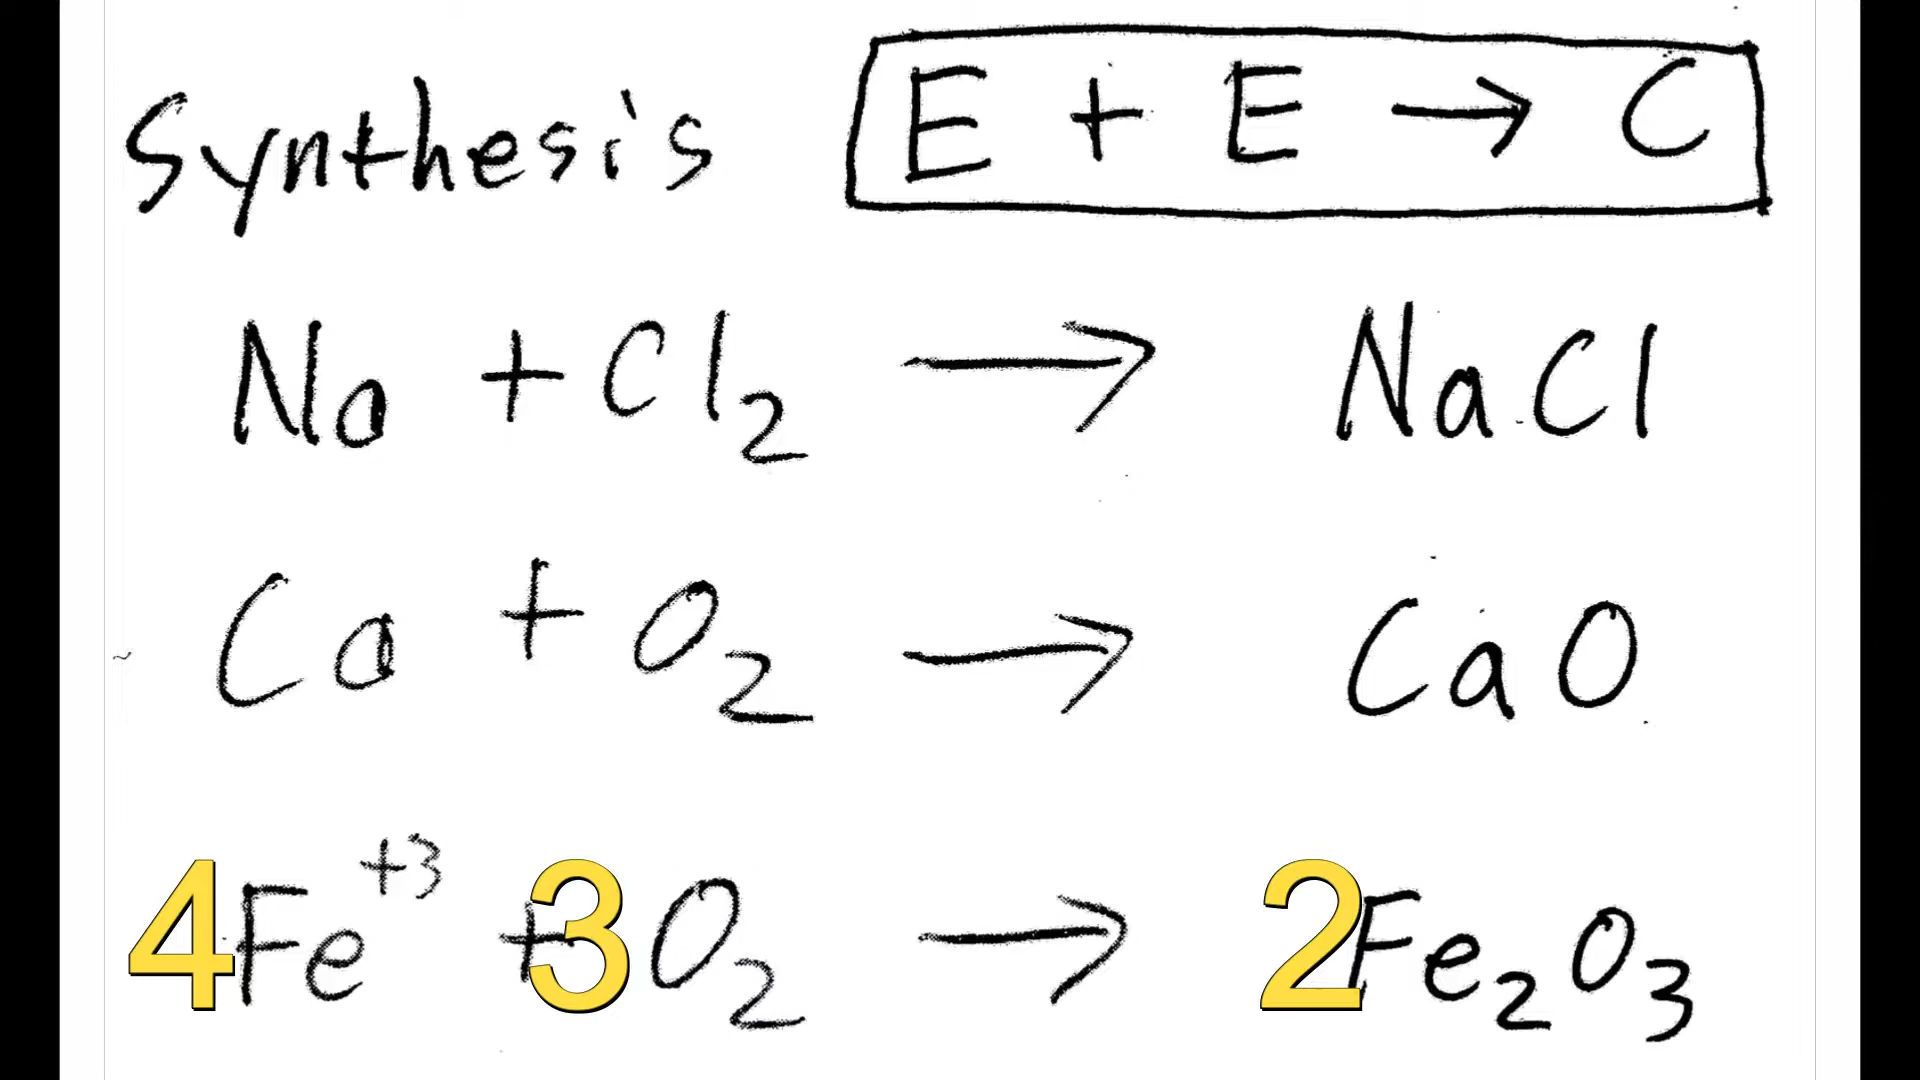 Synthesis E + E → C
Na + Cl₂ → NaCl
Ca + O₂ → CaO
4Fe⁺³ + 3O₂ → 2Fe₂O₃